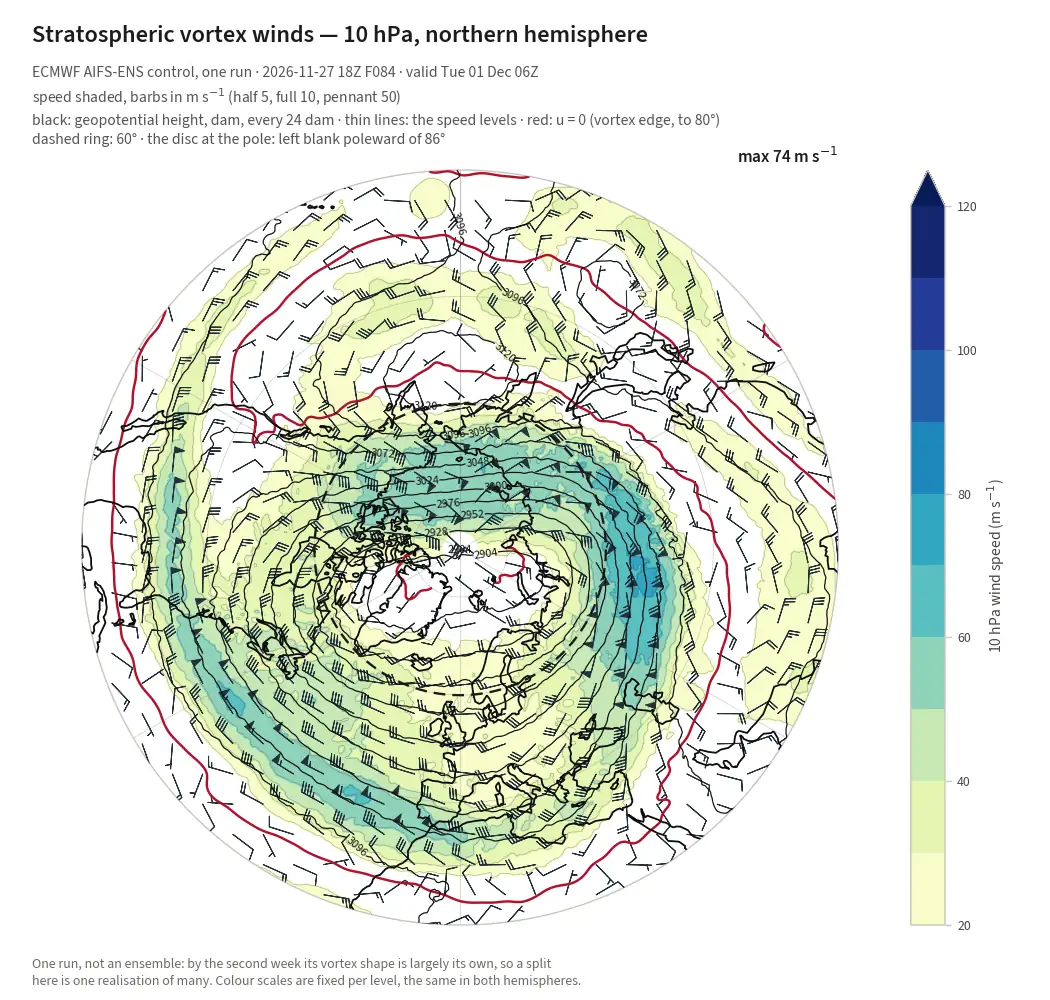 Stratospheric vortex winds — 10 hPa, northern hemisphere
ECMWF AIFS-ENS control, one run · 2026-11-27 18Z F084 · valid Tue 01 Dec 06Z
speed shaded, barbs in m s⁻¹ (half 5, full 10, pennant 50)
black: geopotential height, dam, every 24 dam · thin lines: the speed levels · red: u = 0 (vortex edge, to 80°)
dashed ring: 60° · the disc at the pole: left blank poleward of 86°
max 74 m s⁻¹
3096
3096
3120
3120
3096
3096
3072
3048
3024
3000
2976
2952
2928
2904
3096
120
100
80
60
40
20
10 hPa wind speed (m s⁻¹)
One run, not an ensemble: by the second week its vortex shape is largely its own, so a split
here is one realisation of many. Colour scales are fixed per level, the same in both hemispheres.